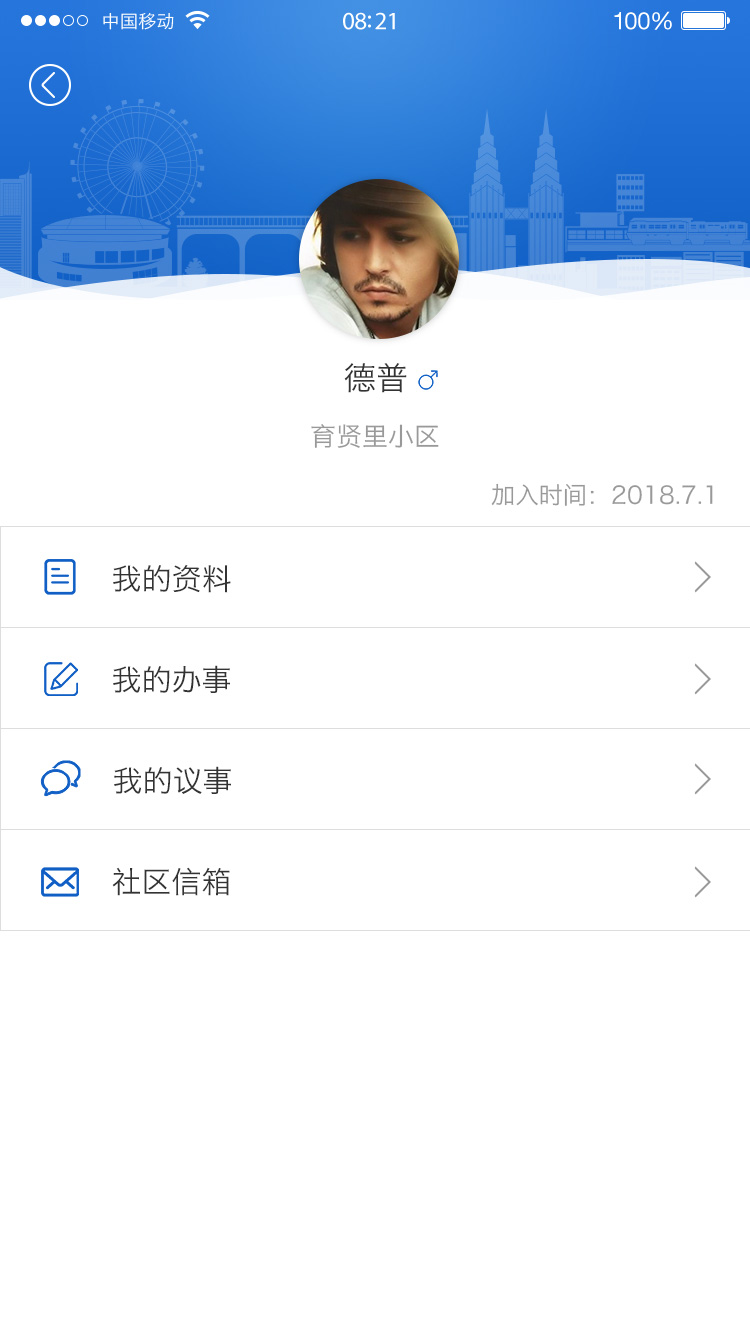 中国移动 08:21 100%
德普
育贤里小区
加入时间：2018.7.1
我的资料
我的办事
我的议事
社区信箱